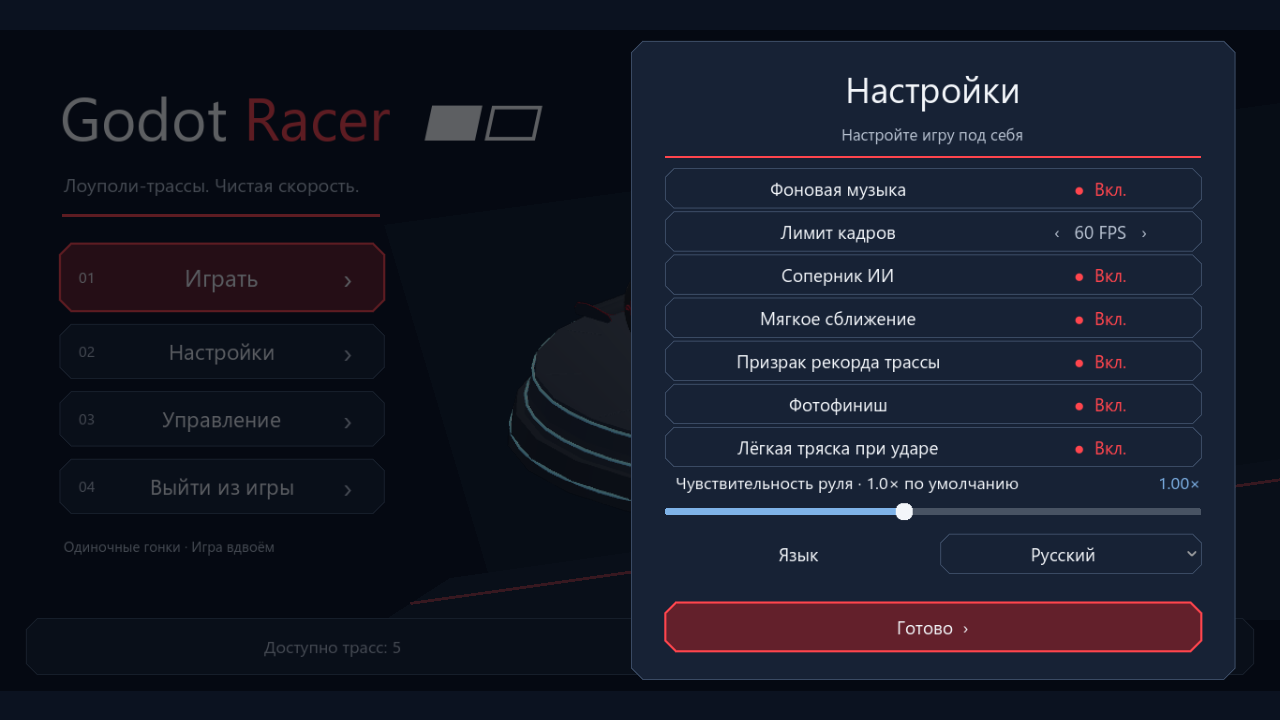 Godot Racer
Лоуполи-трассы. Чистая скорость.
01 Играть ›
02 Настройки ›
03 Управление ›
04 Выйти из игры ›
Одиночные гонки · Игра вдвоём
Доступно трасс: 5
Настройки
Настройте игру под себя
Фоновая музыка ● Вкл.
Лимит кадров ‹ 60 FPS ›
Соперник ИИ ● Вкл.
Мягкое сближение ● Вкл.
Призрак рекорда трассы ● Вкл.
Фотофиниш ● Вкл.
Лёгкая тряска при ударе ● Вкл.
Чувствительность руля · 1.0× по умолчанию 1.00×
Язык Русский
Готово ›